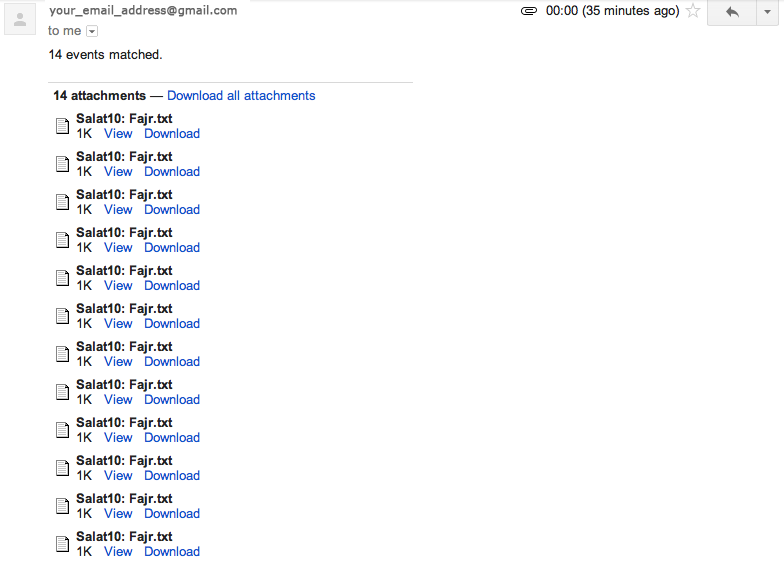 your_email_address@gmail.com 00:00 (35 minutes ago)
to me
14 events matched.
14 attachments — Download all attachments
Salat10: Fajr.txt
1K View Download
Salat10: Fajr.txt
1K View Download
Salat10: Fajr.txt
1K View Download
Salat10: Fajr.txt
1K View Download
Salat10: Fajr.txt
1K View Download
Salat10: Fajr.txt
1K View Download
Salat10: Fajr.txt
1K View Download
Salat10: Fajr.txt
1K View Download
Salat10: Fajr.txt
1K View Download
Salat10: Fajr.txt
1K View Download
Salat10: Fajr.txt
1K View Download
Salat10: Fajr.txt
1K View Download